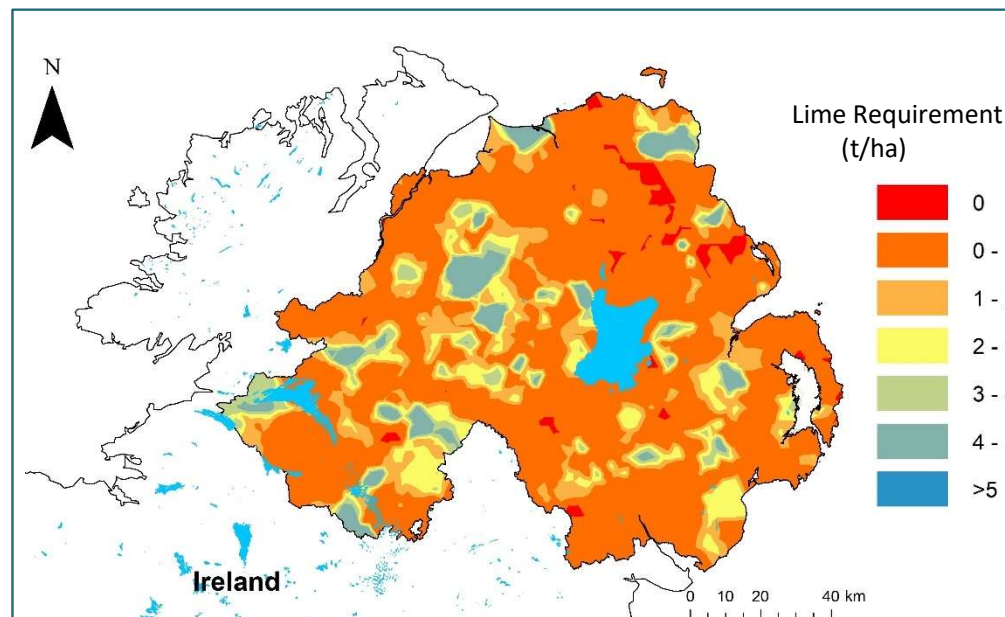 N
Lime Requirement
(t/ha)
0
0 -
1 -
2 -
3 -
4 -
>5
Ireland
0 10 20 40 km